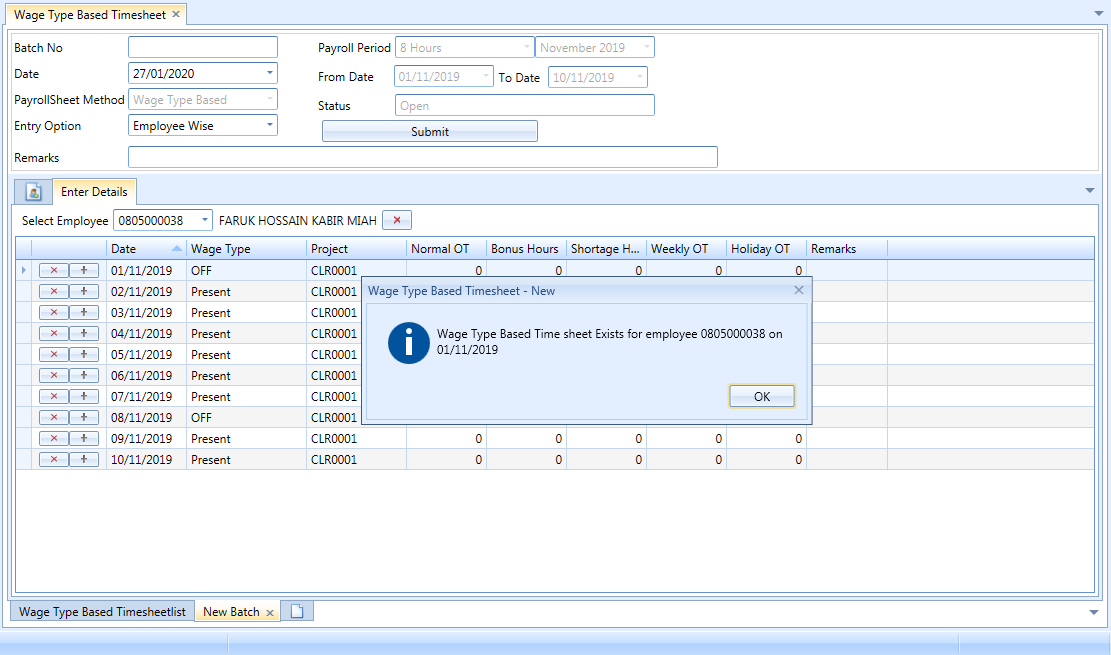 Wage Type Based Timesheet
Batch No
Payroll Period 8 Hours November 2019
Date 27/01/2020
From Date 01/11/2019 To Date 10/11/2019
PayrollSheet Method Wage Type Based
Status Open
Entry Option Employee Wise
Submit
Remarks
Enter Details
Select Employee 0805000038 FARUK HOSSAIN KABIR MIAH
Date Wage Type Project Normal OT Bonus Hours Shortage H... Weekly OT Holiday OT Remarks
01/11/2019 OFF CLR0001 0 0 0 0 0
02/11/2019 Present CLR0001
03/11/2019 Present CLR0001
04/11/2019 Present CLR0001
05/11/2019 Present CLR0001
06/11/2019 Present CLR0001
07/11/2019 Present CLR0001
08/11/2019 OFF CLR0001
09/11/2019 Present CLR0001 0 0 0 0 0
10/11/2019 Present CLR0001 0 0 0 0 0
Wage Type Based Timesheet - New
Wage Type Based Time sheet Exists for employee 0805000038 on
01/11/2019
OK
Wage Type Based Timesheetlist New Batch